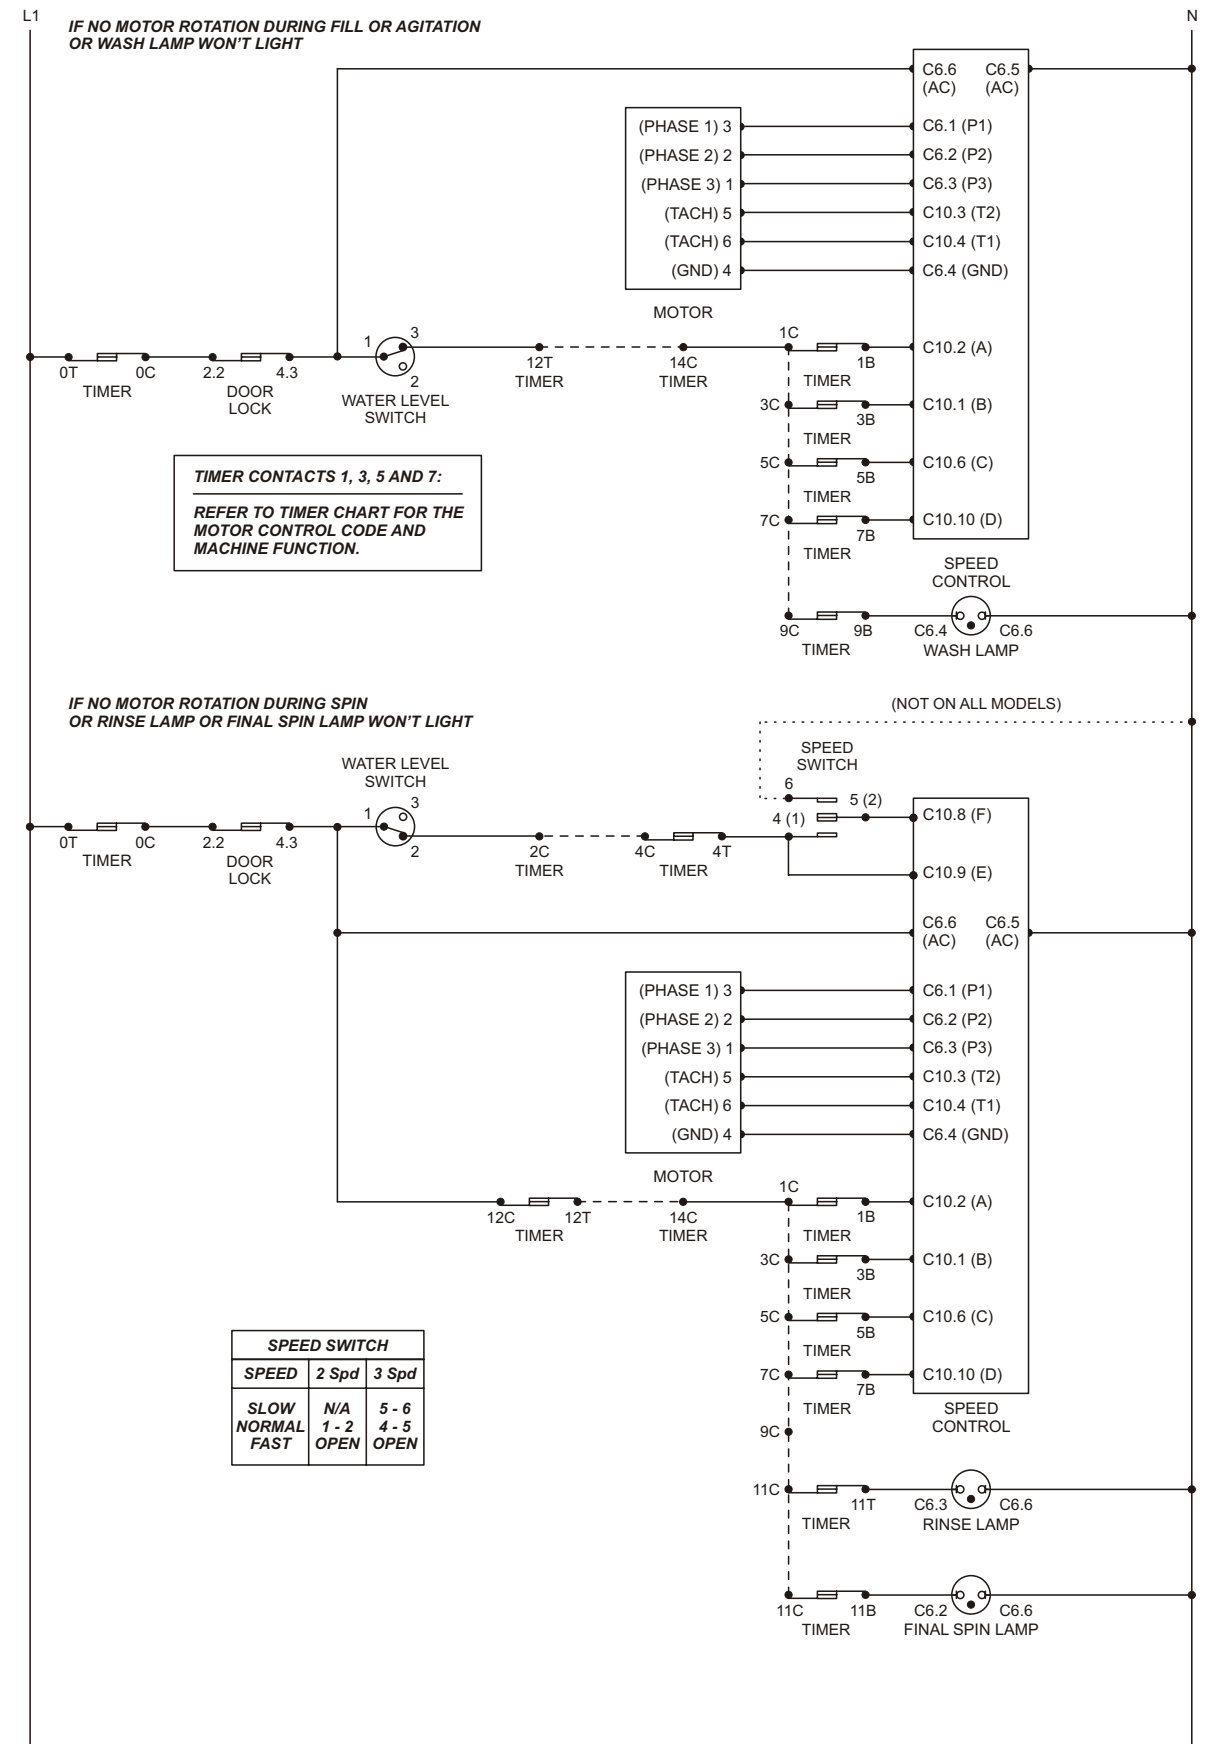 L1
N
IF NO MOTOR ROTATION DURING FILL OR AGITATION
OR WASH LAMP WON'T LIGHT
C6.6 C6.5
(AC) (AC)
(PHASE 1) 3
C6.1 (P1)
(PHASE 2) 2
C6.2 (P2)
(PHASE 3) 1
C6.3 (P3)
(TACH) 5
C10.3 (T2)
(TACH) 6
C10.4 (T1)
(GND) 4
C6.4 (GND)
MOTOR
0T
0C
TIMER
2.2
4.3
DOOR
LOCK
1
3
2
WATER LEVEL
SWITCH
12T
TIMER
14C
TIMER
1C
1B
TIMER
C10.2 (A)
3C
3B
TIMER
C10.1 (B)
5C
5B
TIMER
C10.6 (C)
7C
7B
TIMER
C10.10 (D)
SPEED
CONTROL
9C
9B
TIMER
C6.4
C6.6
WASH LAMP
TIMER CONTACTS 1, 3, 5 AND 7:
REFER TO TIMER CHART FOR THE
MOTOR CONTROL CODE AND
MACHINE FUNCTION.
IF NO MOTOR ROTATION DURING SPIN
OR RINSE LAMP OR FINAL SPIN LAMP WON'T LIGHT
(NOT ON ALL MODELS)
SPEED
SWITCH
6
5 (2)
4 (1)
WATER LEVEL
SWITCH
1
3
2
0T
0C
TIMER
2.2
4.3
DOOR
LOCK
2C
TIMER
4C
4T
TIMER
C10.8 (F)
C10.9 (E)
C6.6 C6.5
(AC) (AC)
(PHASE 1) 3
C6.1 (P1)
(PHASE 2) 2
C6.2 (P2)
(PHASE 3) 1
C6.3 (P3)
(TACH) 5
C10.3 (T2)
(TACH) 6
C10.4 (T1)
(GND) 4
C6.4 (GND)
MOTOR
12C
12T
TIMER
14C
TIMER
1C
1B
TIMER
C10.2 (A)
3C
3B
TIMER
C10.1 (B)
5C
5B
TIMER
C10.6 (C)
7C
7B
TIMER
C10.10 (D)
SPEED
CONTROL
9C
11C
11T
TIMER
C6.3
C6.6
RINSE LAMP
11C
11B
TIMER
C6.2
C6.6
FINAL SPIN LAMP
SPEED SWITCH
SPEED 2 Spd 3 Spd
SLOW N/A 5 - 6
NORMAL 1 - 2 4 - 5
FAST OPEN OPEN